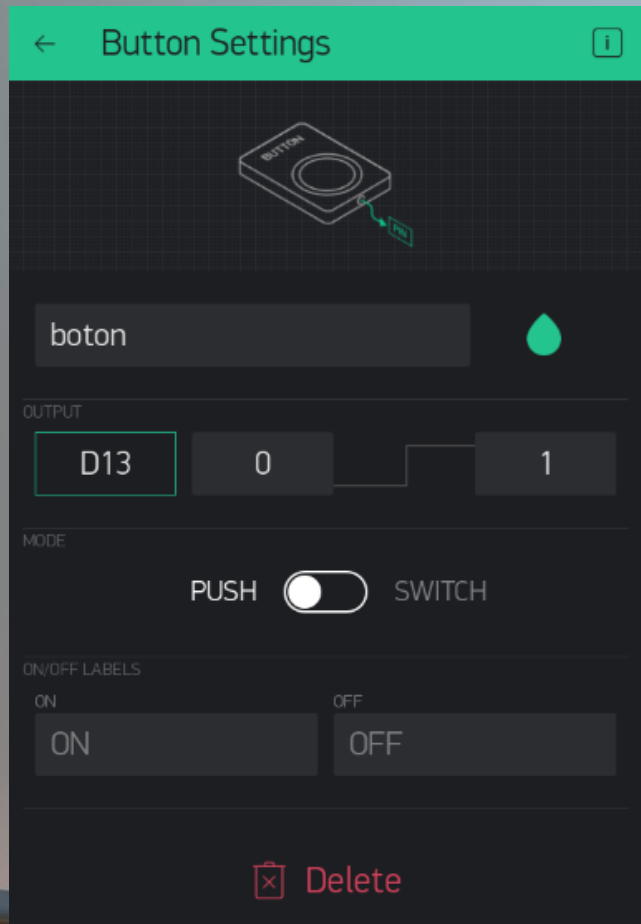 Button Settings i
BUTTON
PIN
boton
OUTPUT
D13 0 1
MODE
PUSH SWITCH
ON/OFF LABELS
ON OFF
ON OFF
Delete